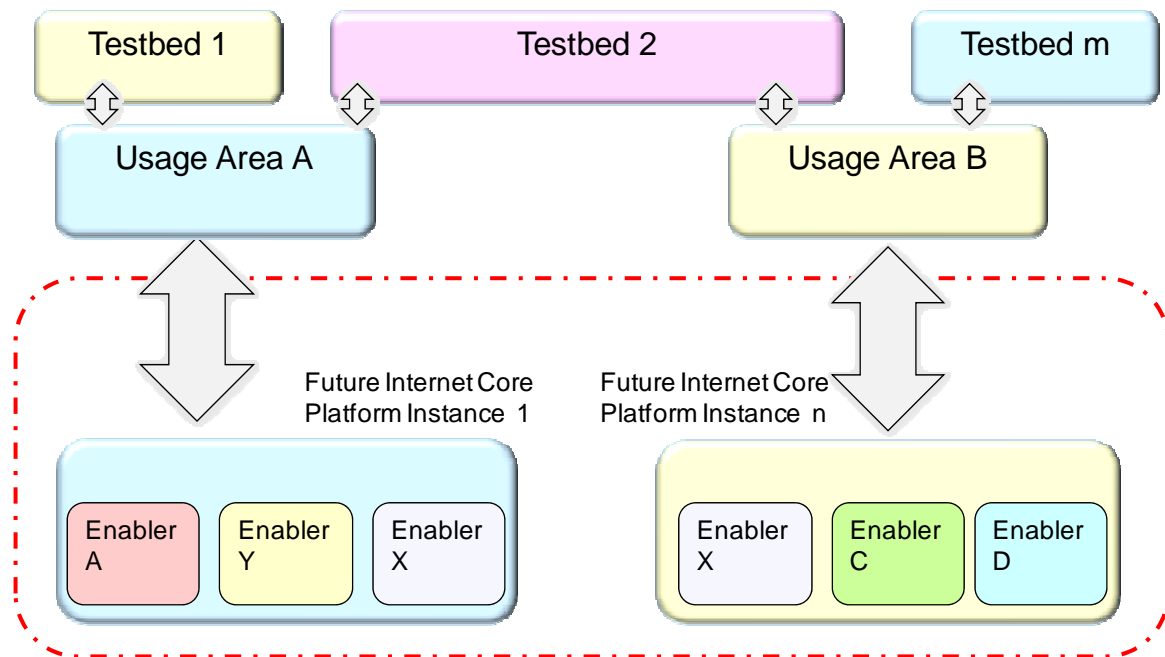 Testbed 1
Testbed 2
Testbed m
Usage Area A
Usage Area B
Future Internet Core
Platform Instance 1
Future Internet Core
Platform Instance n
Enabler
A
Enabler
Y
Enabler
X
Enabler
X
Enabler
C
Enabler
D